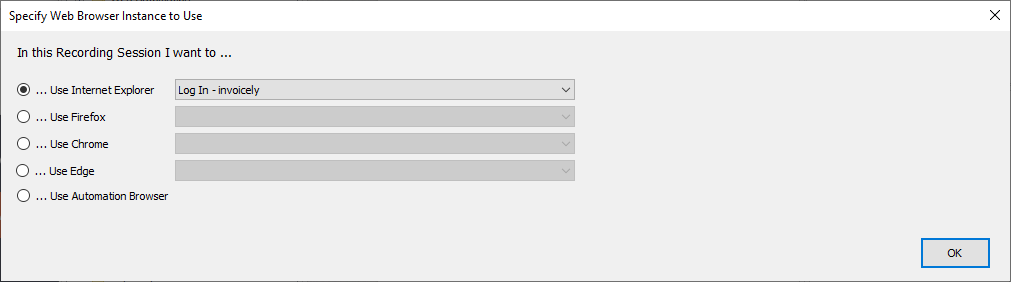 Specify Web Browser Instance to Use
In this Recording Session I want to ...
... Use Internet Explorer Log In - invoicely
... Use Firefox
... Use Chrome
... Use Edge
... Use Automation Browser
OK